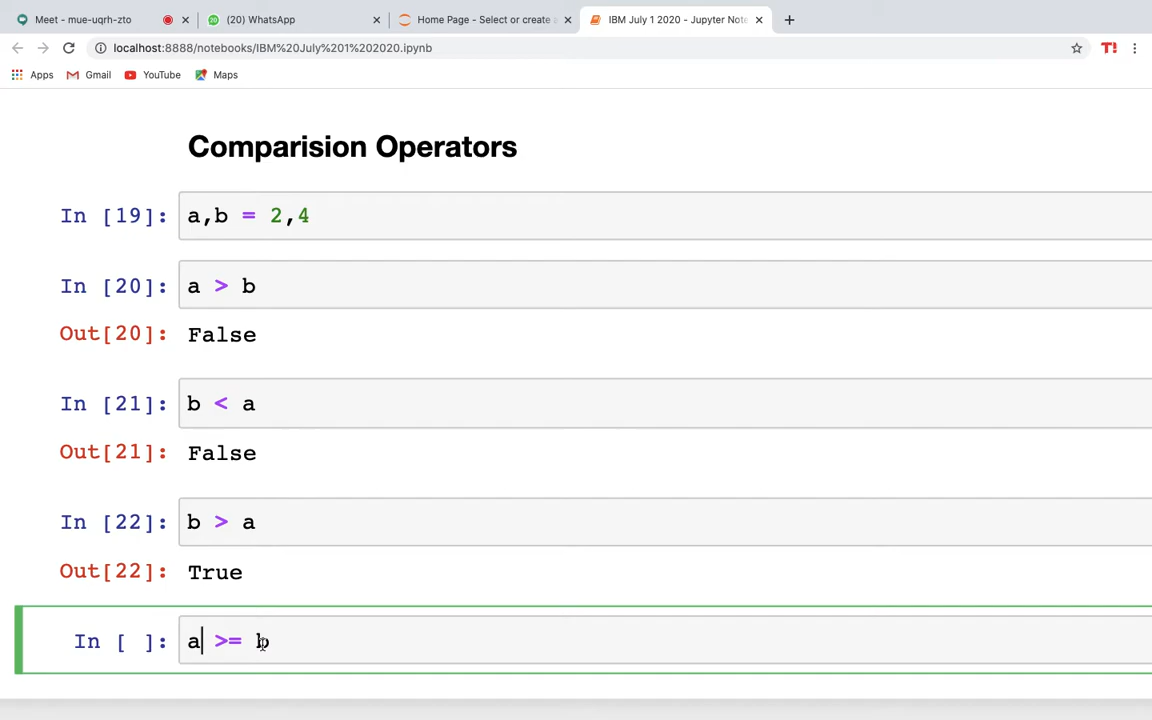 Meet - mue-uqrh-zto
(20) WhatsApp
Home Page - Select or create a
IBM July 1 2020 - Jupyter Note
localhost:8888/notebooks/IBM%20July%201%202020.ipynb
T!
Apps
Gmail
YouTube
Maps
Comparision Operators
In [19]: a,b = 2,4
In [20]: a > b
Out[20]: False
In [21]: b < a
Out[21]: False
In [22]: b > a
Out[22]: True
In [ ]: a >= b